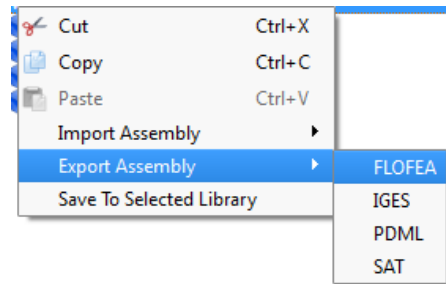 Cut Ctrl+X
Copy Ctrl+C
Paste Ctrl+V
Import Assembly
Export Assembly
Save To Selected Library
FLOFEA
IGES
PDML
SAT